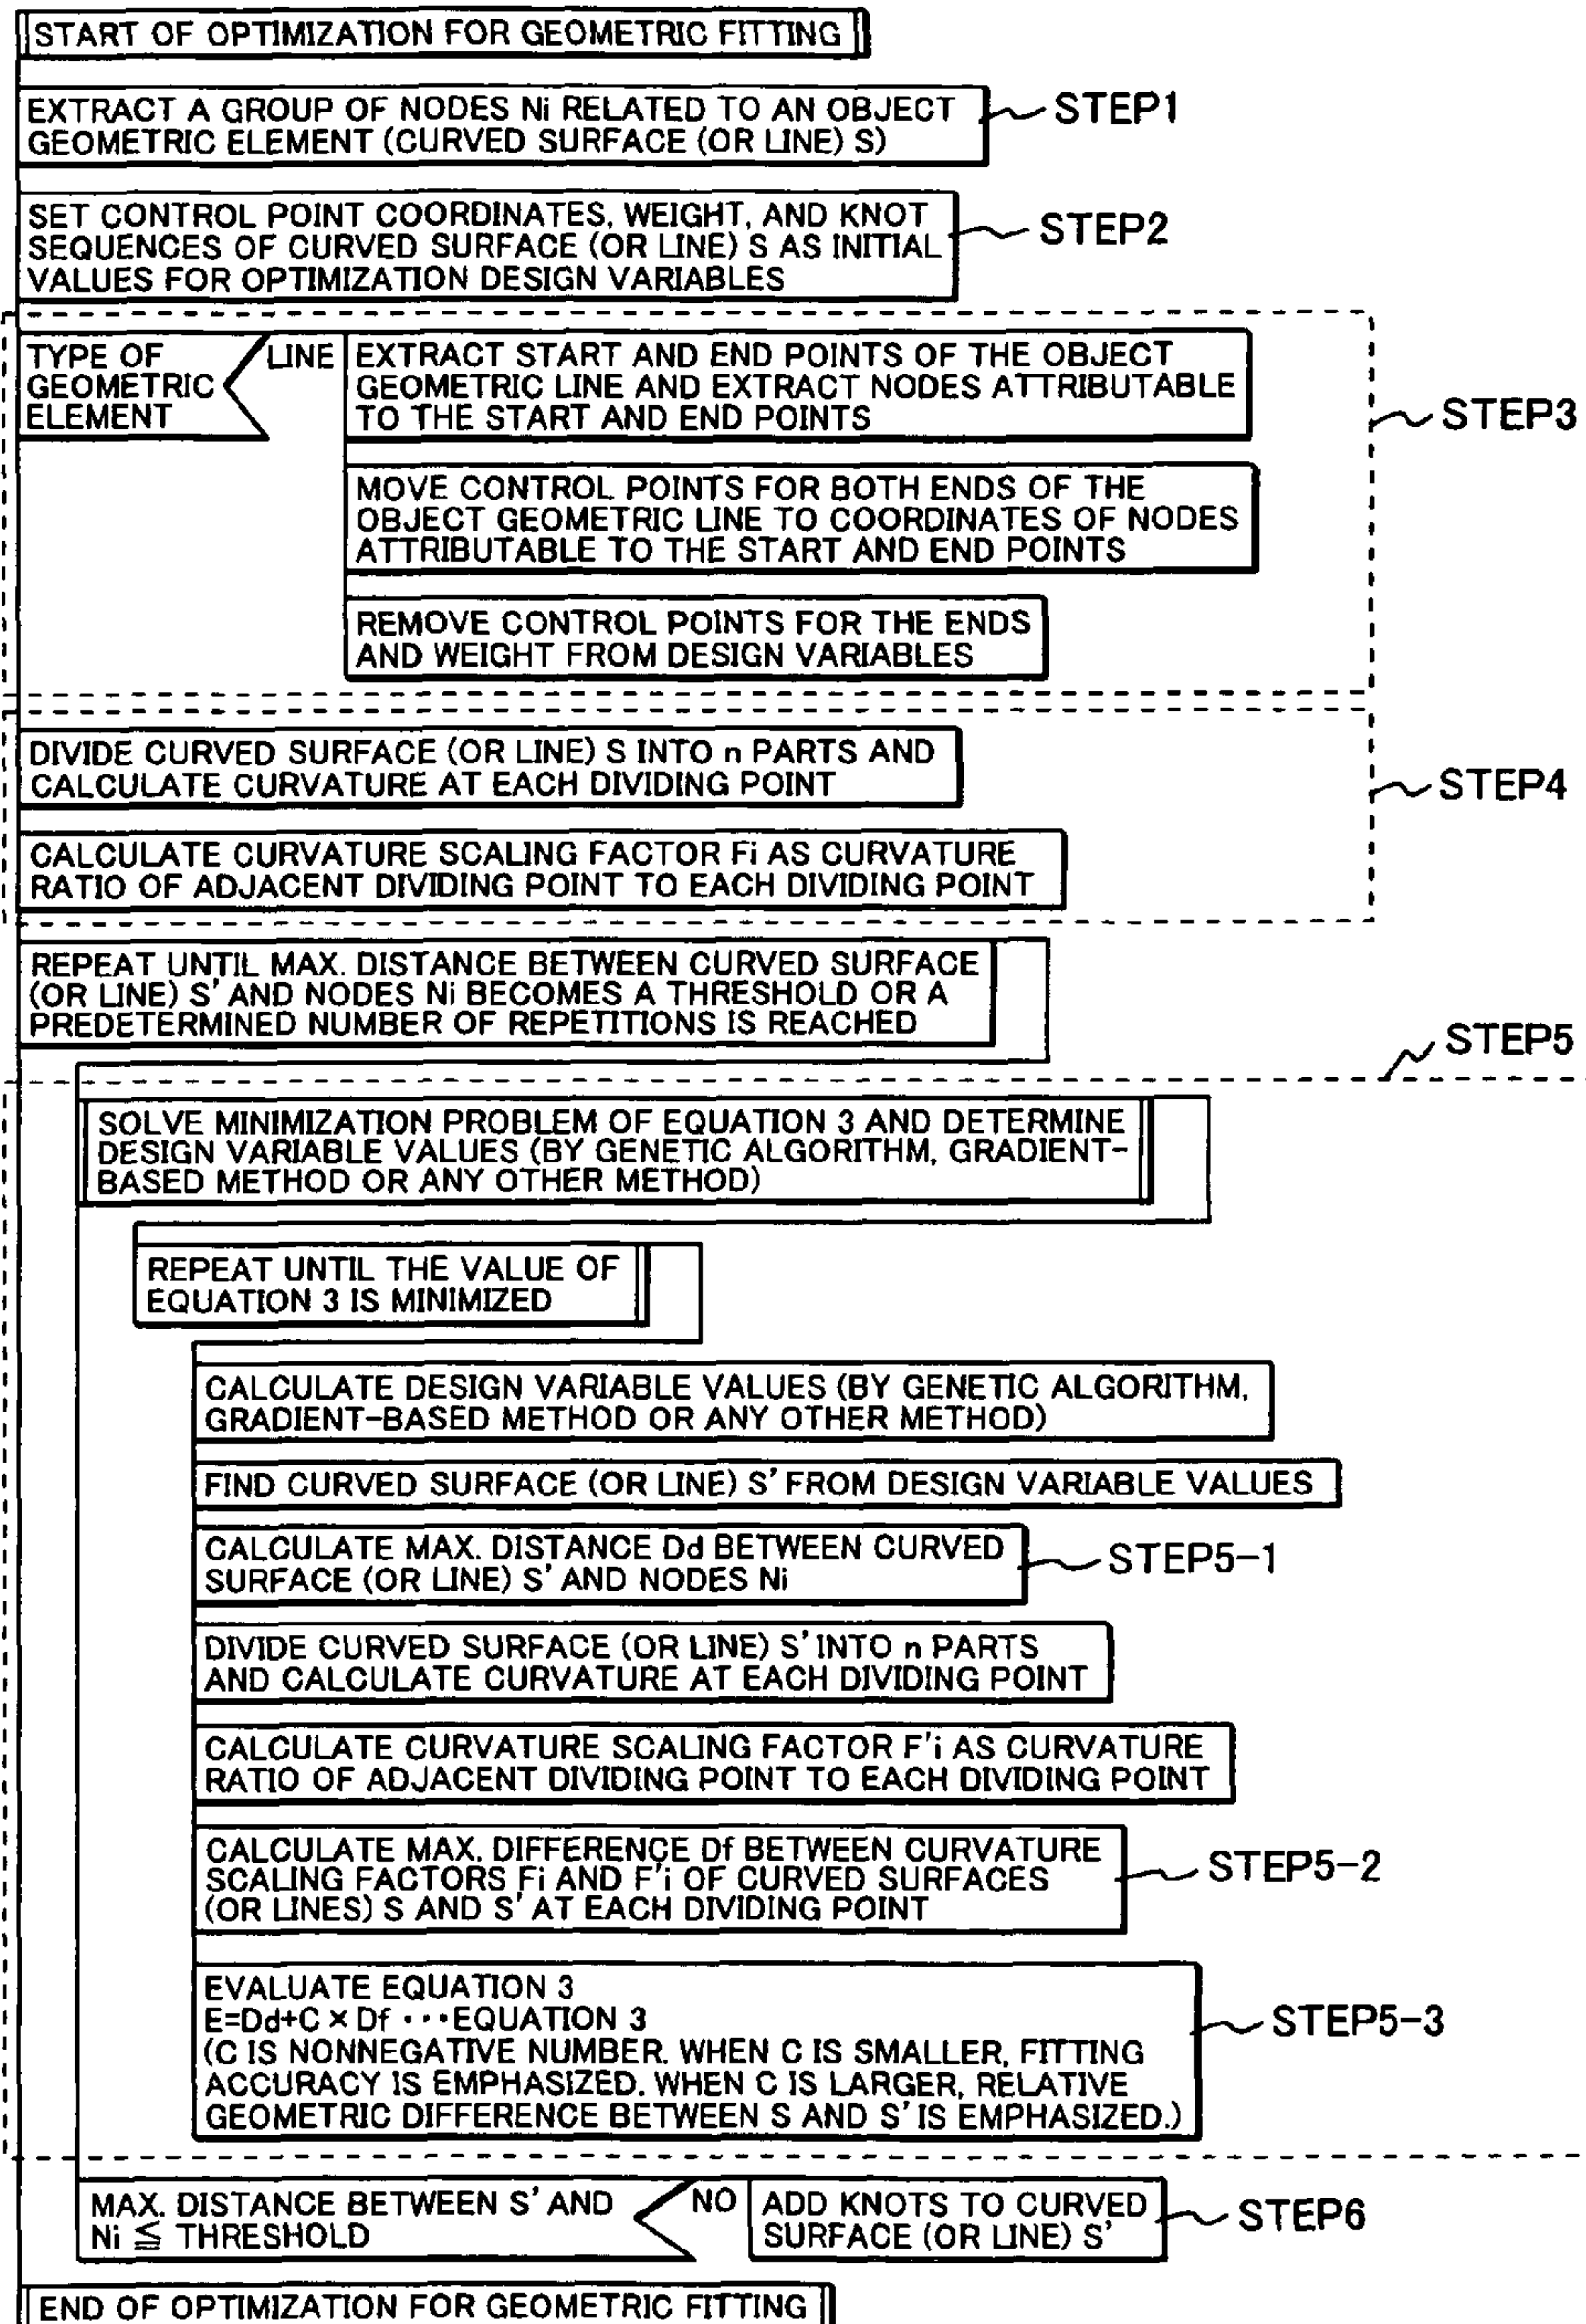 START OF OPTIMIZATION FOR GEOMETRIC FITTING
EXTRACT A GROUP OF NODES Ni RELATED TO AN OBJECT
GEOMETRIC ELEMENT (CURVED SURFACE (OR LINE) S)
STEP1
SET CONTROL POINT COORDINATES, WEIGHT, AND KNOT
SEQUENCES OF CURVED SURFACE (OR LINE) S AS INITIAL
VALUES FOR OPTIMIZATION DESIGN VARIABLES
STEP2
TYPE OF
GEOMETRIC
ELEMENT
LINE
EXTRACT START AND END POINTS OF THE OBJECT
GEOMETRIC LINE AND EXTRACT NODES ATTRIBUTABLE
TO THE START AND END POINTS
STEP3
MOVE CONTROL POINTS FOR BOTH ENDS OF THE
OBJECT GEOMETRIC LINE TO COORDINATES OF NODES
ATTRIBUTABLE TO THE START AND END POINTS
REMOVE CONTROL POINTS FOR THE ENDS
AND WEIGHT FROM DESIGN VARIABLES
DIVIDE CURVED SURFACE (OR LINE) S INTO n PARTS AND
CALCULATE CURVATURE AT EACH DIVIDING POINT
STEP4
CALCULATE CURVATURE SCALING FACTOR Fi AS CURVATURE
RATIO OF ADJACENT DIVIDING POINT TO EACH DIVIDING POINT
REPEAT UNTIL MAX. DISTANCE BETWEEN CURVED SURFACE
(OR LINE) S' AND NODES Ni BECOMES A THRESHOLD OR A
PREDETERMINED NUMBER OF REPETITIONS IS REACHED
STEP5
SOLVE MINIMIZATION PROBLEM OF EQUATION 3 AND DETERMINE
DESIGN VARIABLE VALUES (BY GENETIC ALGORITHM, GRADIENT-
BASED METHOD OR ANY OTHER METHOD)
REPEAT UNTIL THE VALUE OF
EQUATION 3 IS MINIMIZED
CALCULATE DESIGN VARIABLE VALUES (BY GENETIC ALGORITHM,
GRADIENT-BASED METHOD OR ANY OTHER METHOD)
FIND CURVED SURFACE (OR LINE) S' FROM DESIGN VARIABLE VALUES
CALCULATE MAX. DISTANCE Dd BETWEEN CURVED
SURFACE (OR LINE) S' AND NODES Ni
STEP5-1
DIVIDE CURVED SURFACE (OR LINE) S' INTO n PARTS
AND CALCULATE CURVATURE AT EACH DIVIDING POINT
CALCULATE CURVATURE SCALING FACTOR F'i AS CURVATURE
RATIO OF ADJACENT DIVIDING POINT TO EACH DIVIDING POINT
CALCULATE MAX. DIFFERENCE Df BETWEEN CURVATURE
SCALING FACTORS Fi AND F'i OF CURVED SURFACES
(OR LINES) S AND S' AT EACH DIVIDING POINT
STEP5-2
EVALUATE EQUATION 3
E=Dd+C × Df ···EQUATION 3
(C IS NONNEGATIVE NUMBER. WHEN C IS SMALLER, FITTING
ACCURACY IS EMPHASIZED. WHEN C IS LARGER, RELATIVE
GEOMETRIC DIFFERENCE BETWEEN S AND S' IS EMPHASIZED.)
STEP5-3
MAX. DISTANCE BETWEEN S' AND
Ni ≦ THRESHOLD
NO
ADD KNOTS TO CURVED
SURFACE (OR LINE) S'
STEP6
END OF OPTIMIZATION FOR GEOMETRIC FITTING